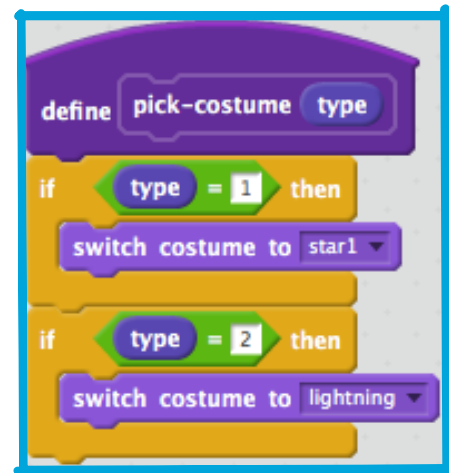 define pick-costume type
if type = 1 then
switch costume to star1
if type = 2 then
switch costume to lightning